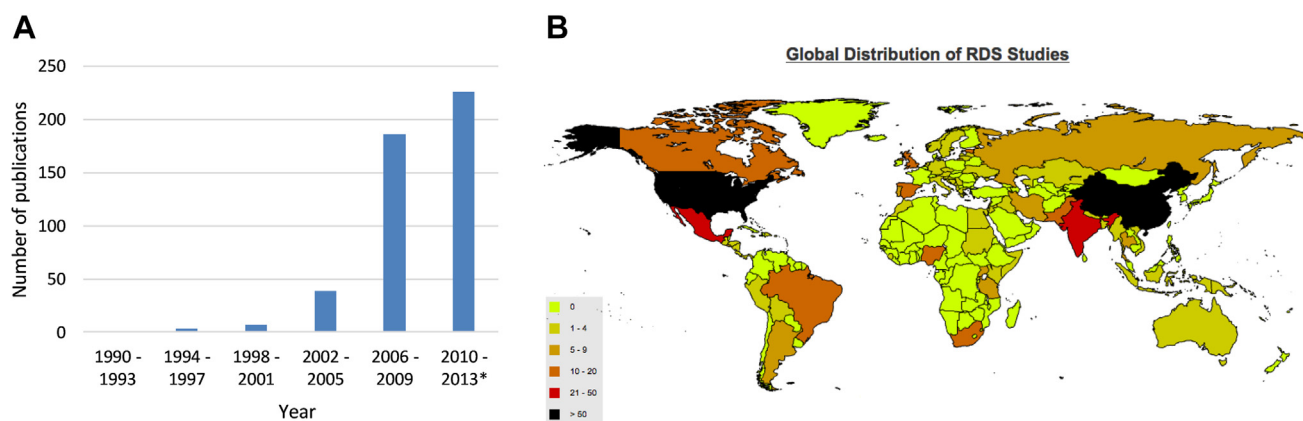 A
Number of publications
250
200
150
100
50
0
1990 - 1994 - 1998 - 2002 - 2006 - 2010 -
1993 1997 2001 2005 2009 2013*
Year
B
Global Distribution of RDS Studies
0
1 - 4
5 - 9
10 - 20
21 - 50
> 50